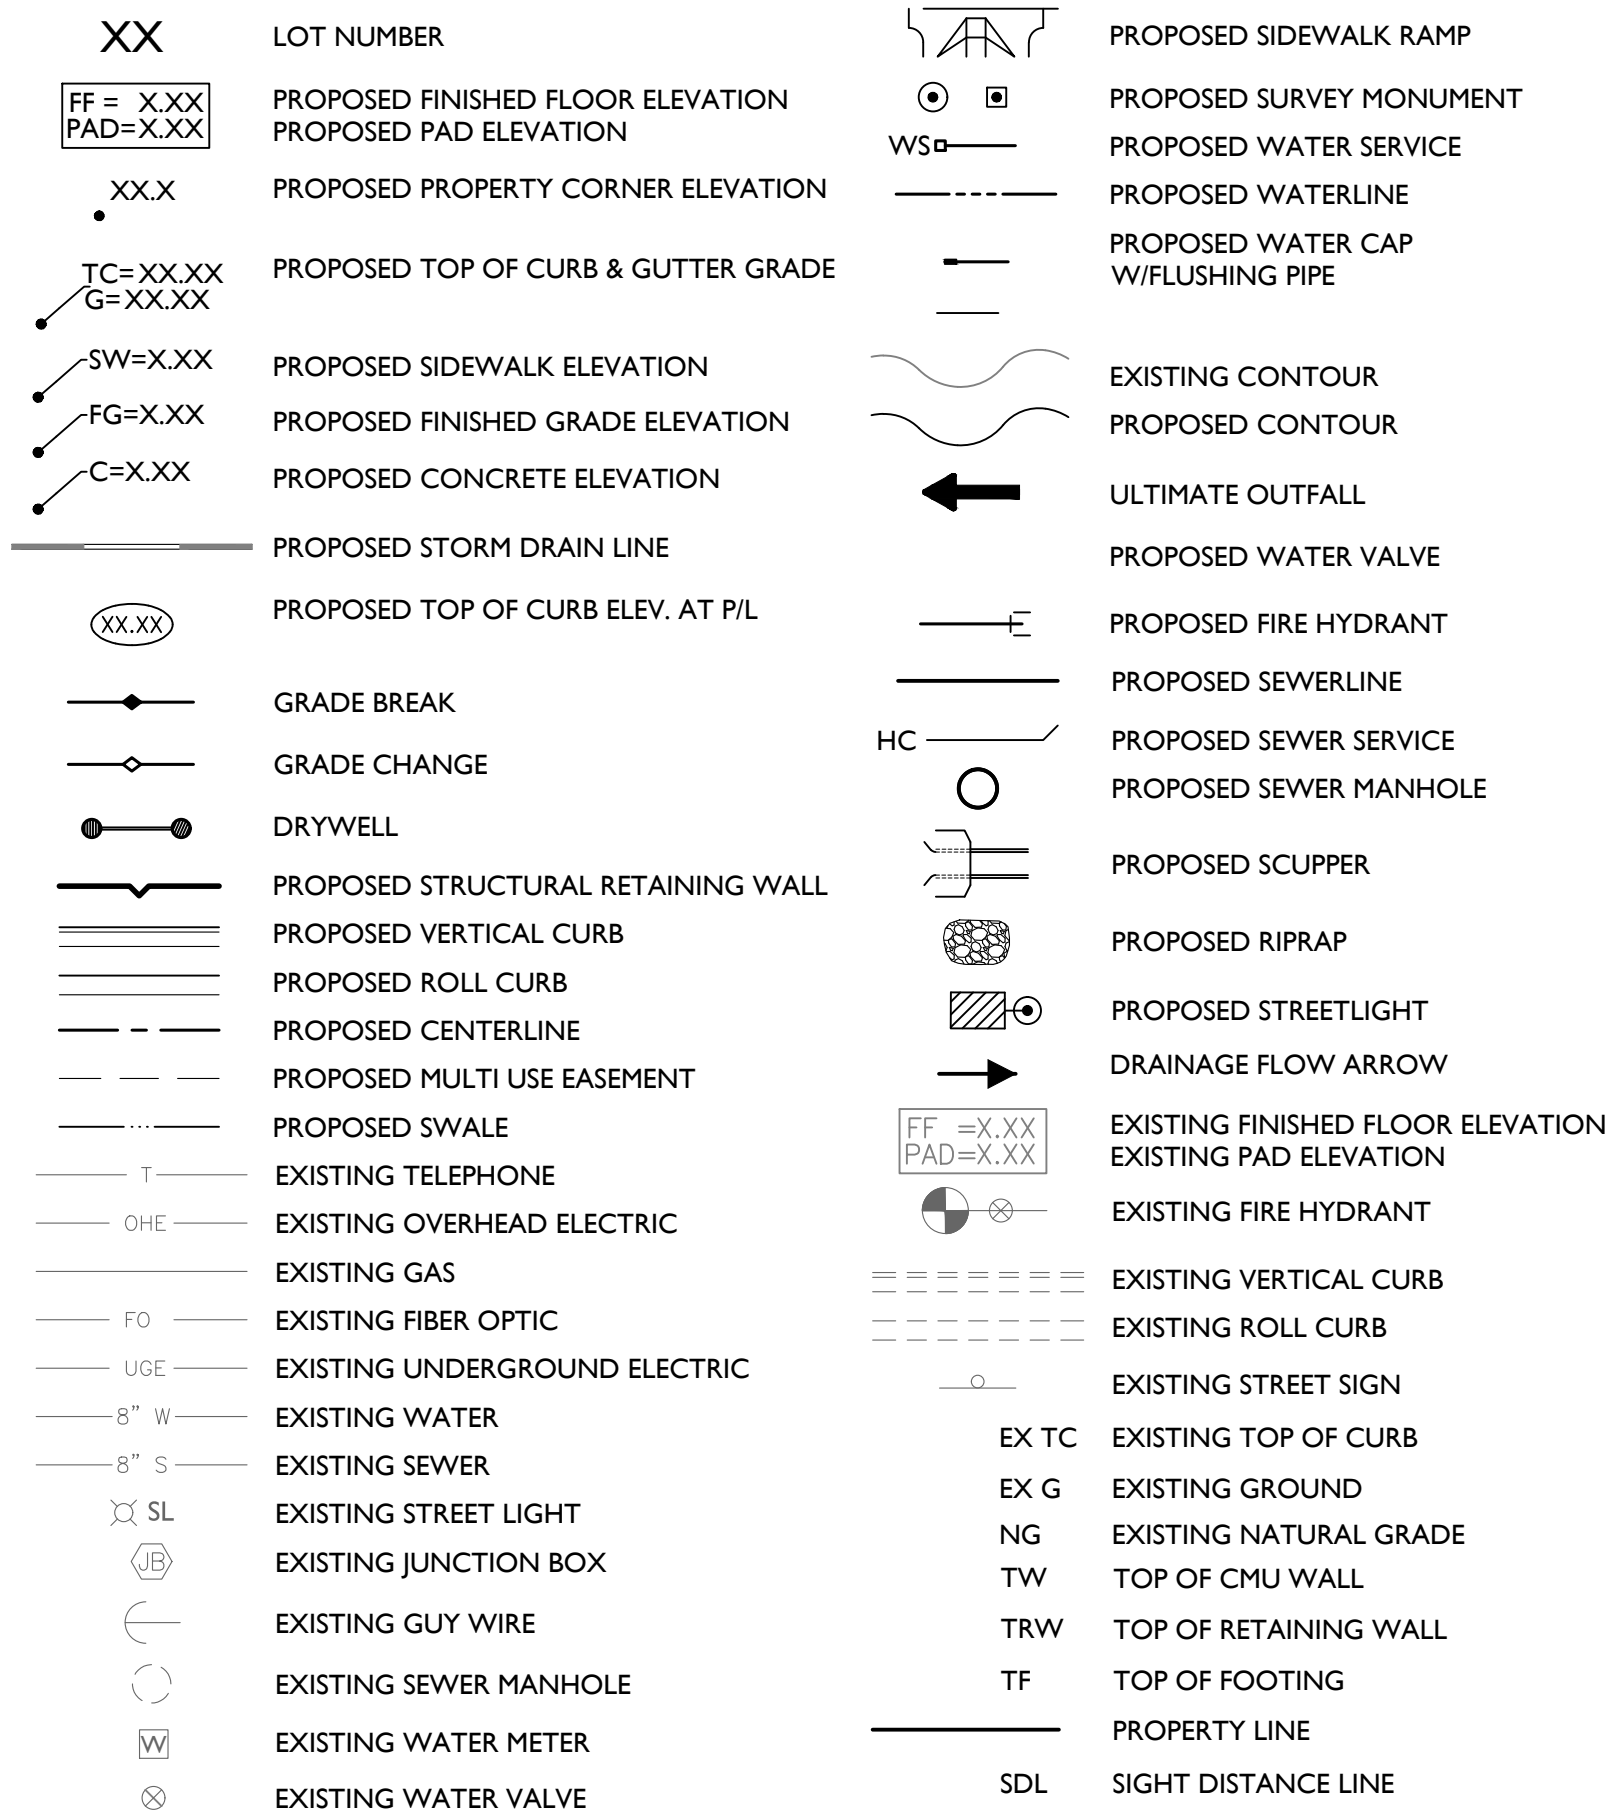 XX LOT NUMBER
FF = X.XX PROPOSED FINISHED FLOOR ELEVATION
PAD=X.XX PROPOSED PAD ELEVATION
XX.X PROPOSED PROPERTY CORNER ELEVATION
TC=XX.XX PROPOSED TOP OF CURB & GUTTER GRADE
G=XX.XX
SW=X.XX PROPOSED SIDEWALK ELEVATION
FG=X.XX PROPOSED FINISHED GRADE ELEVATION
C=X.XX PROPOSED CONCRETE ELEVATION
PROPOSED STORM DRAIN LINE
XX.XX PROPOSED TOP OF CURB ELEV. AT P/L
GRADE BREAK
GRADE CHANGE
DRYWELL
PROPOSED STRUCTURAL RETAINING WALL
PROPOSED VERTICAL CURB
PROPOSED ROLL CURB
PROPOSED CENTERLINE
PROPOSED MULTI USE EASEMENT
PROPOSED SWALE
T EXISTING TELEPHONE
OHE EXISTING OVERHEAD ELECTRIC
EXISTING GAS
FO EXISTING FIBER OPTIC
UGE EXISTING UNDERGROUND ELECTRIC
8" W EXISTING WATER
8" S EXISTING SEWER
SL EXISTING STREET LIGHT
JB EXISTING JUNCTION BOX
EXISTING GUY WIRE
EXISTING SEWER MANHOLE
W EXISTING WATER METER
EXISTING WATER VALVE
PROPOSED SIDEWALK RAMP
PROPOSED SURVEY MONUMENT
WS PROPOSED WATER SERVICE
PROPOSED WATERLINE
PROPOSED WATER CAP
W/FLUSHING PIPE
EXISTING CONTOUR
PROPOSED CONTOUR
ULTIMATE OUTFALL
PROPOSED WATER VALVE
PROPOSED FIRE HYDRANT
PROPOSED SEWERLINE
HC PROPOSED SEWER SERVICE
PROPOSED SEWER MANHOLE
PROPOSED SCUPPER
PROPOSED RIPRAP
PROPOSED STREETLIGHT
DRAINAGE FLOW ARROW
FF =X.XX EXISTING FINISHED FLOOR ELEVATION
PAD=X.XX EXISTING PAD ELEVATION
EXISTING FIRE HYDRANT
EXISTING VERTICAL CURB
EXISTING ROLL CURB
EXISTING STREET SIGN
EX TC EXISTING TOP OF CURB
EX G EXISTING GROUND
NG EXISTING NATURAL GRADE
TW TOP OF CMU WALL
TRW TOP OF RETAINING WALL
TF TOP OF FOOTING
PROPERTY LINE
SDL SIGHT DISTANCE LINE